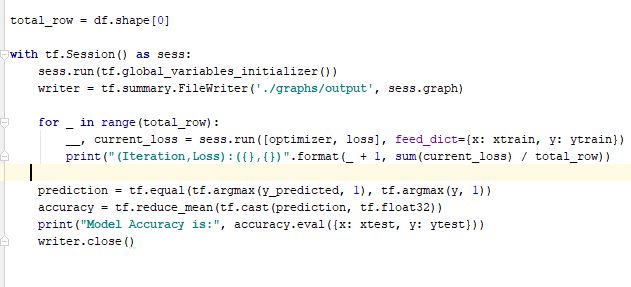 total_row = df.shape[0]
with tf.Session() as sess:
sess.run(tf.global_variables_initializer())
writer = tf.summary.FileWriter('./graphs/output', sess.graph)
for _ in range(total_row):
__, current_loss = sess.run([optimizer, loss], feed_dict={x: xtrain, y: ytrain})
print("(Iteration,Loss):({},{})".format(_ + 1, sum(current_loss) / total_row))
prediction = tf.equal(tf.argmax(y_predicted, 1), tf.argmax(y, 1))
accuracy = tf.reduce_mean(tf.cast(prediction, tf.float32))
print("Model Accuracy is:", accuracy.eval({x: xtest, y: ytest}))
writer.close()